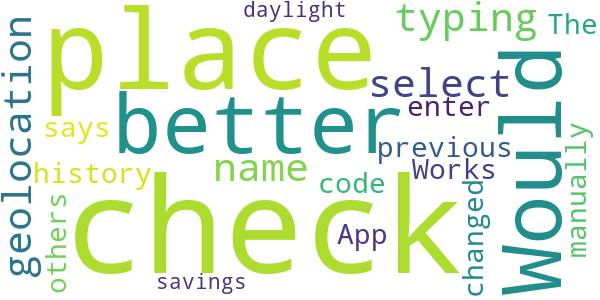 daylight
place
typing
The
geolocation
Would
select
better
enter
says
previous
name
Works
history
code
manually
check
changed
others
App
savings